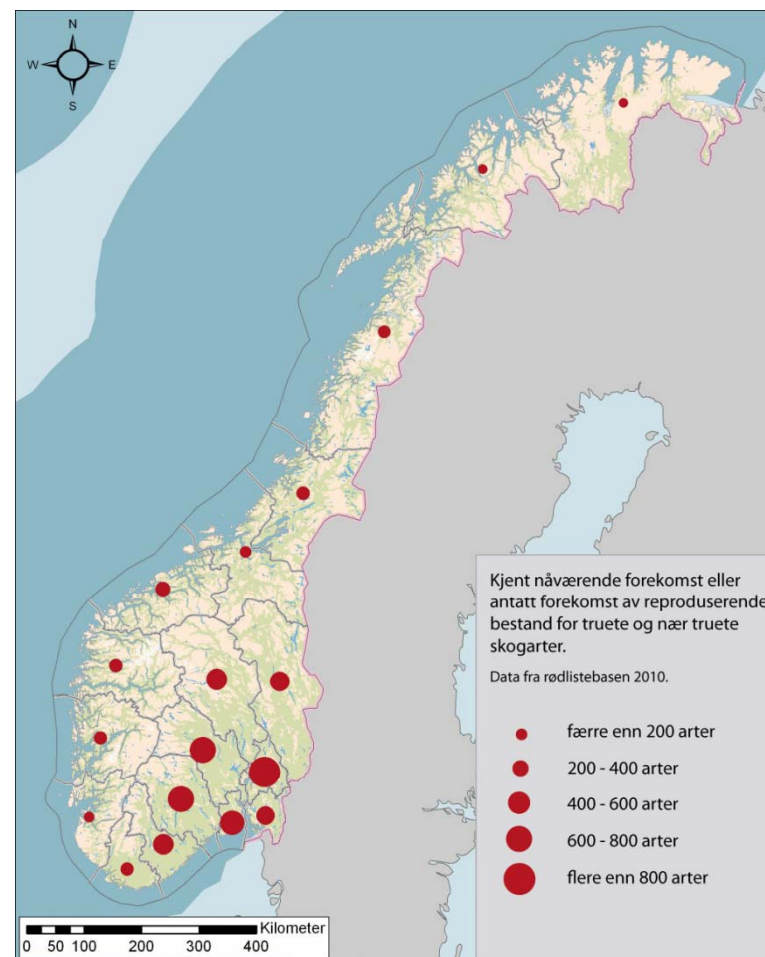 N
W E
S
Kjent nåværende forekomst eller
antatt forekomst av reproduserende
bestand for truete og nær truete
skogarter.
Data fra rødlistebasen 2010.
færre enn 200 arter
200 - 400 arter
400 - 600 arter
600 - 800 arter
flere enn 800 arter
Kilometer
0 50 100 200 300 400